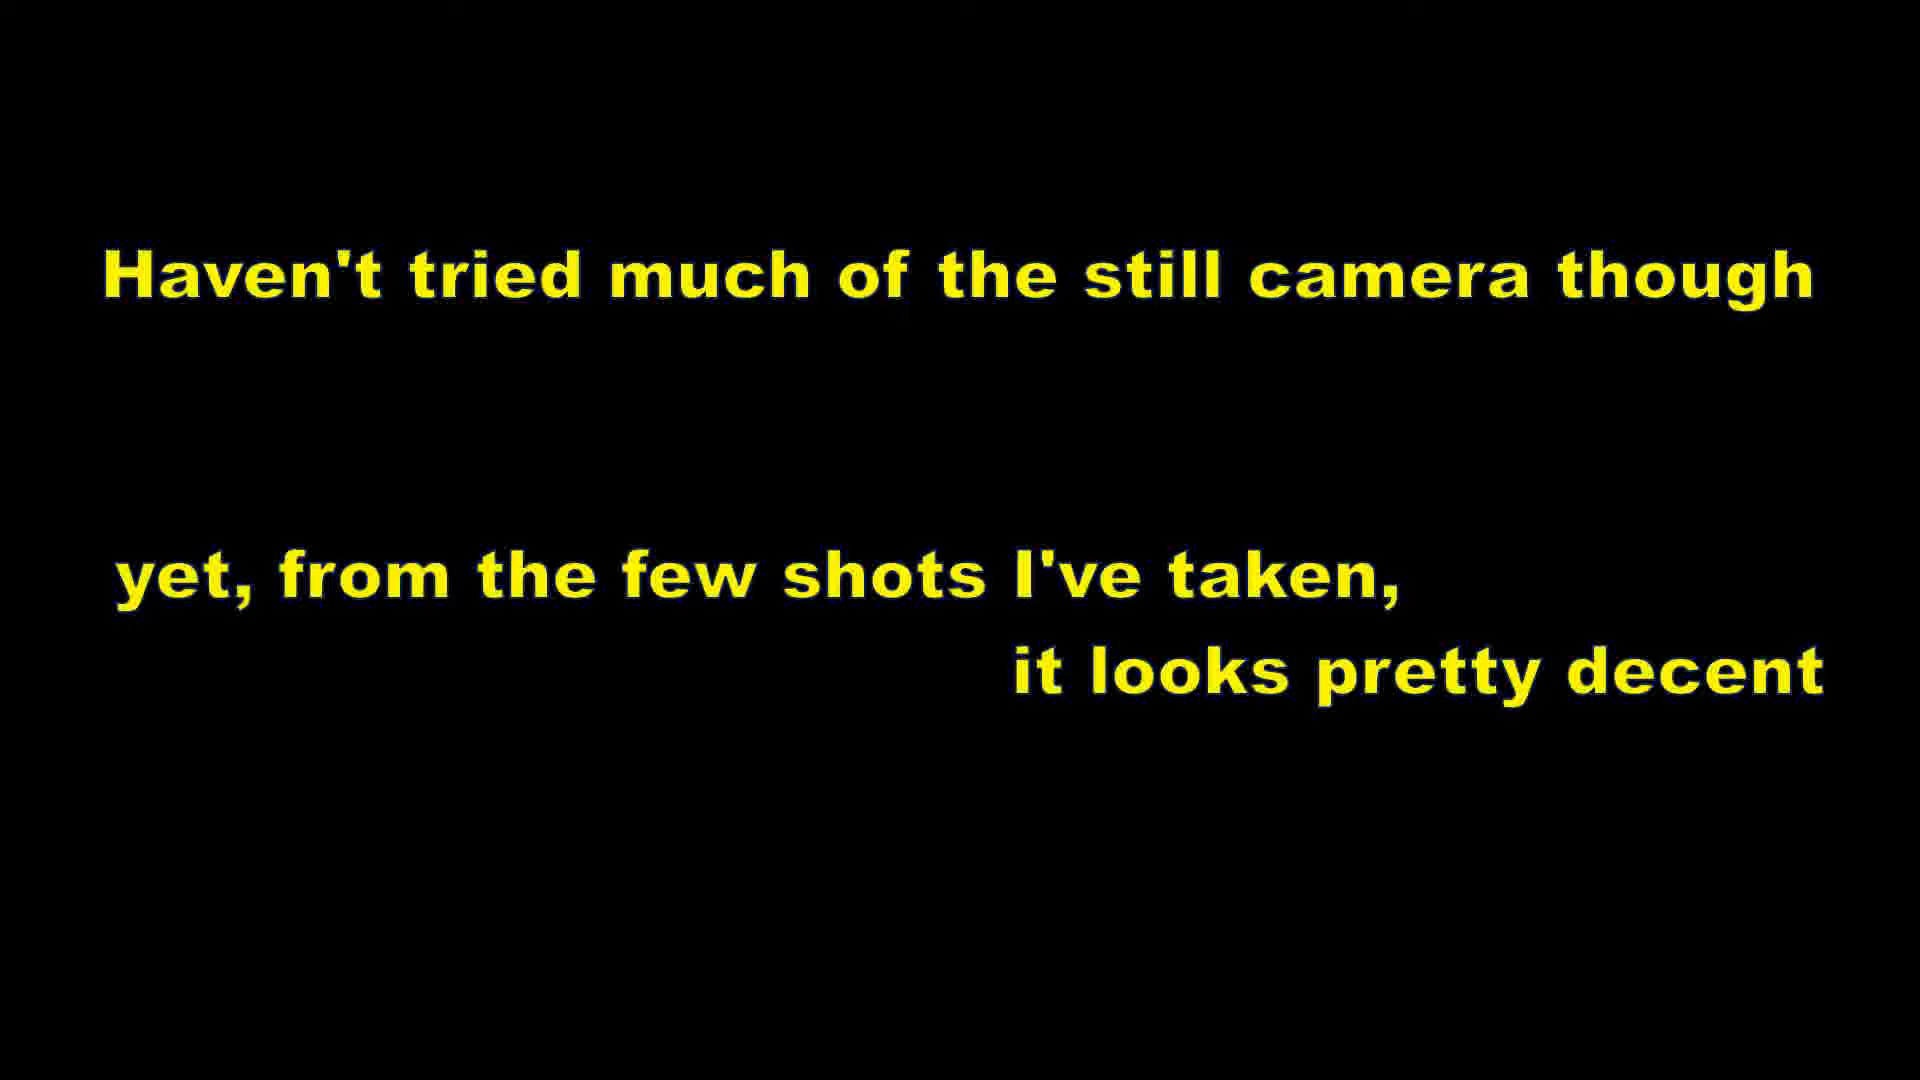 Haven't tried much of the still camera though
yet, from the few shots I've taken,
it looks pretty decent